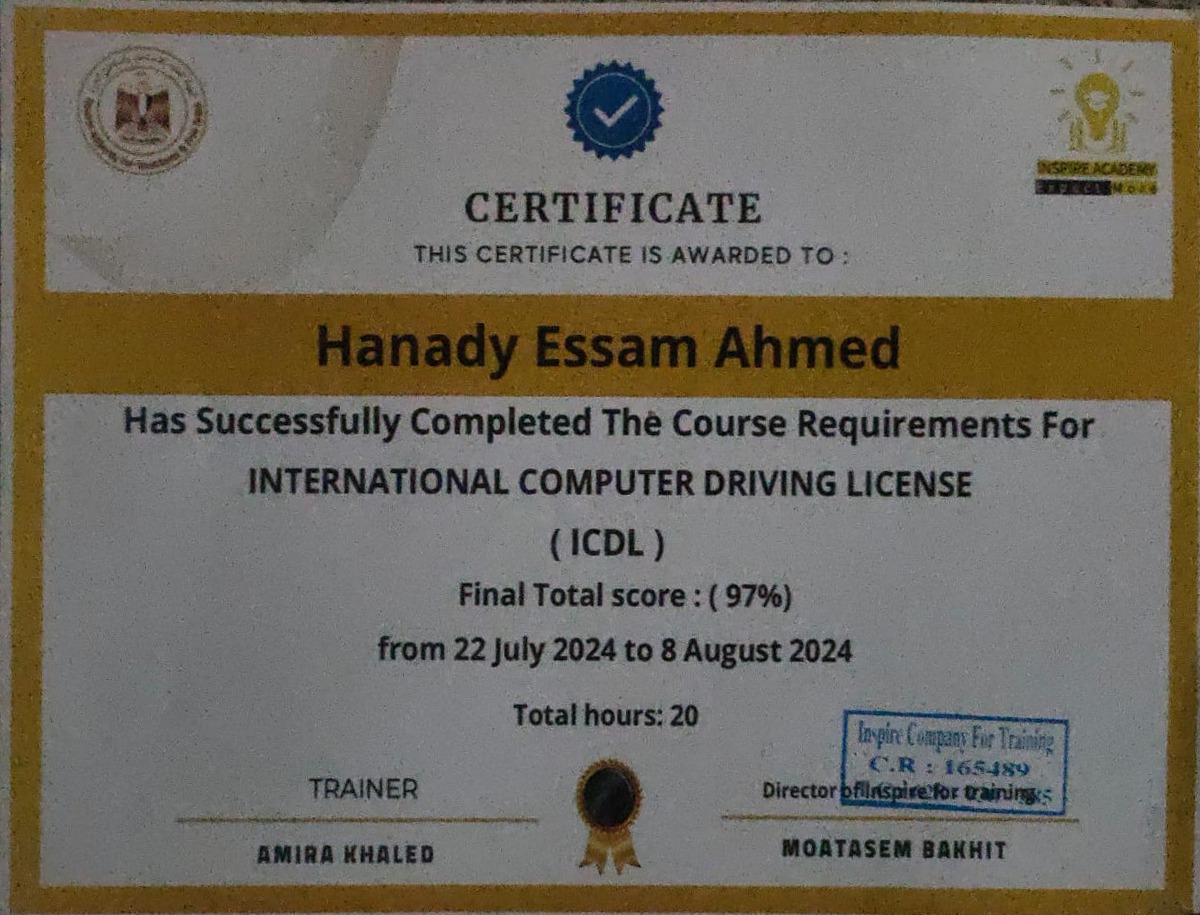 INSPIRE ACADEMY
Expect More
CERTIFICATE
THIS CERTIFICATE IS AWARDED TO :
Hanady Essam Ahmed
Has Successfully Completed The Course Requirements For
INTERNATIONAL COMPUTER DRIVING LICENSE
( ICDL )
Final Total score : ( 97%)
from 22 July 2024 to 8 August 2024
Total hours: 20
Inspire Company For Training
C.R : 165489
TRAINER
Director of Inspire for training
AMIRA KHALED
MOATASEM BAKHIT